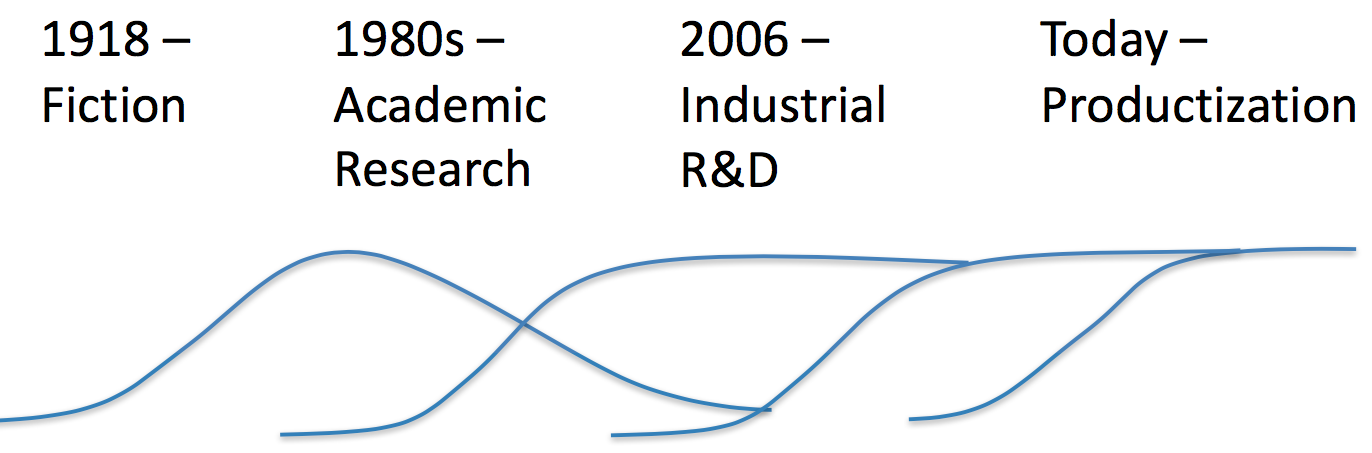 1918 –
Fiction
1980s –
Academic
Research
2006 –
Industrial
R&D
Today –
Productization